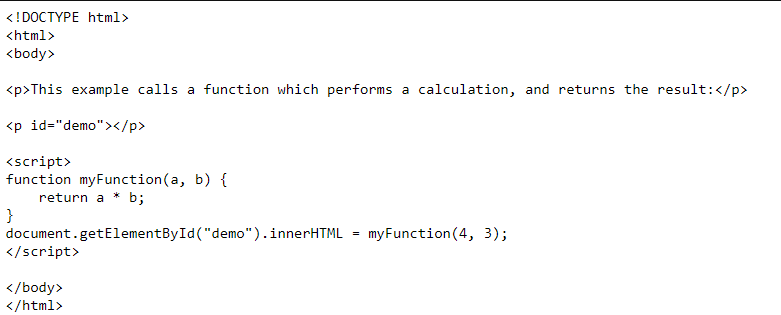 <!DOCTYPE html>
<html>
<body>
<p>This example calls a function which performs a calculation, and returns the result:</p>
<p id="demo"></p>
<script>
function myFunction(a, b) {
    return a * b;
}
document.getElementById("demo").innerHTML = myFunction(4, 3);
</script>
</body>
</html>